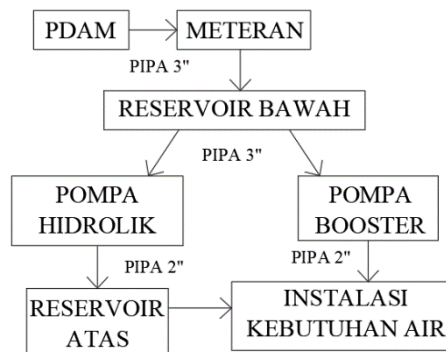 PDAM
METERAN
PIPA 3"
RESERVOIR BAWAH
PIPA 3"
POMPA
HIDROLIK
POMPA
BOOSTER
PIPA 2"
PIPA 2"
RESERVOIR
ATAS
INSTALASI
KEBUTUHAN AIR